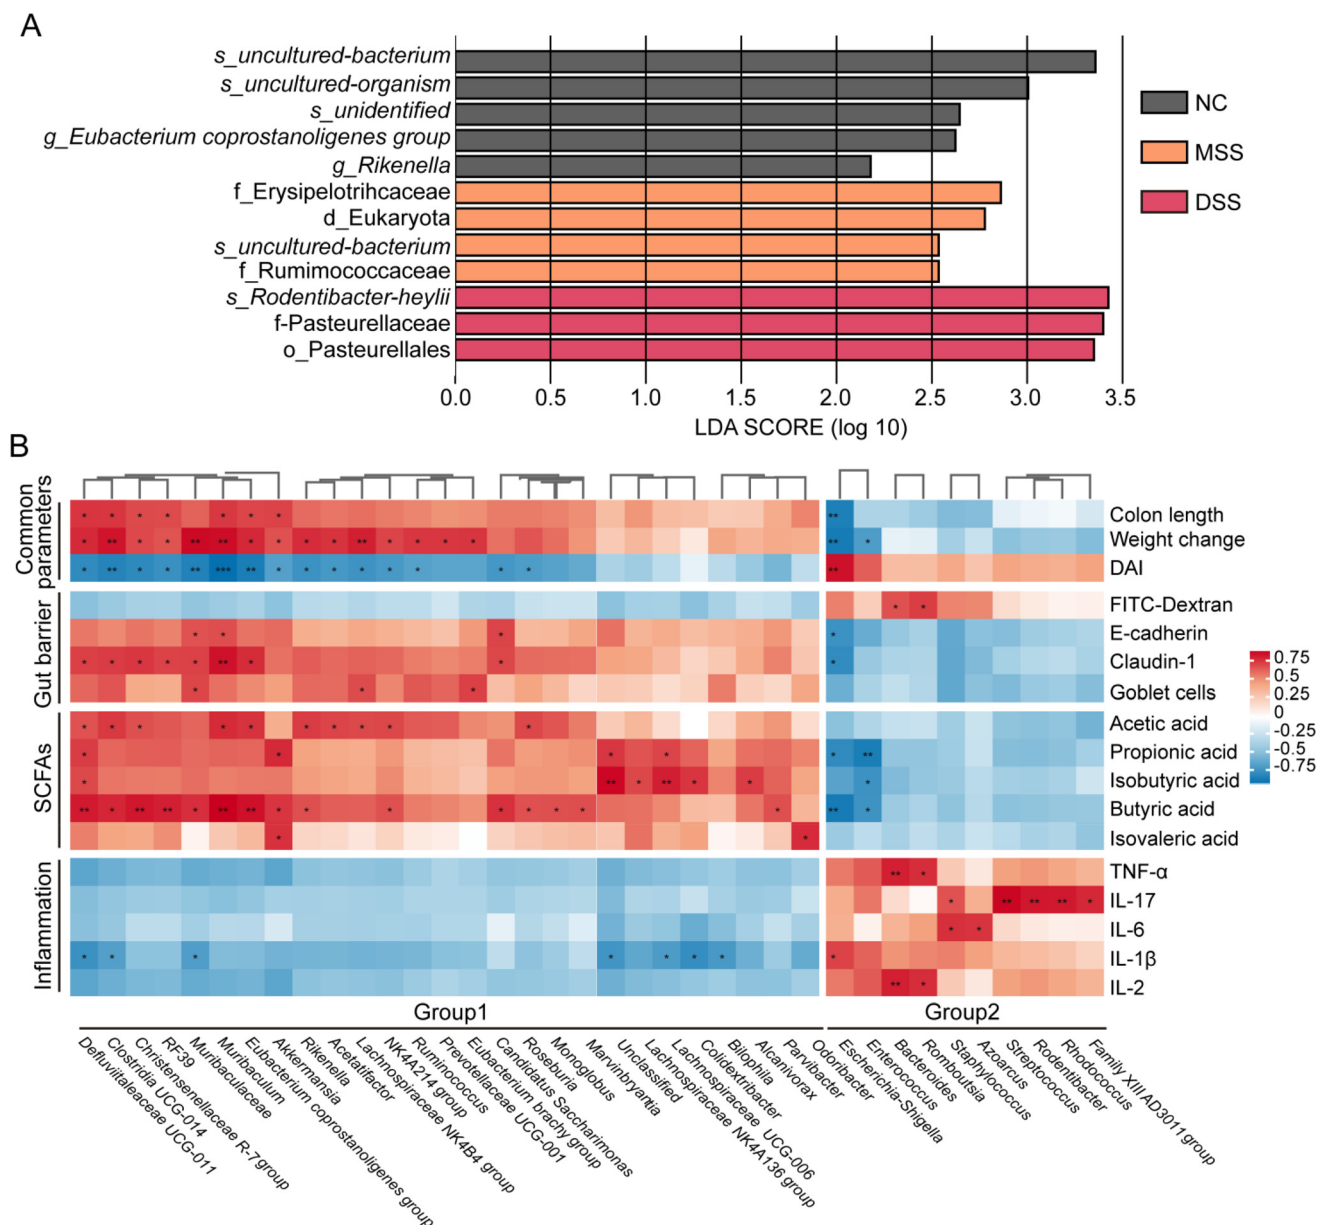 A
s_uncultured-bacterium
s_uncultured-organism
s_unidentified
g_Eubacterium coprostanoligenes group
g_Rikenella
f_Erysipelotrihcaceae
d_Eukaryota
s_uncultured-bacterium
f_Rumimococcaceae
s_Rodentibacter-heylii
f-Pasteurellaceae
o_Pasteurellales
0.0 0.5 1.0 1.5 2.0 2.5 3.0 3.5
LDA SCORE (log 10)
NC
MSS
DSS
B
Common
parameters
Gut barrier
SCFAs
Inflammation
Colon length
Weight change
DAI
FITC-Dextran
E-cadherin
Claudin-1
Goblet cells
Acetic acid
Propionic acid
Isobutyric acid
Butyric acid
Isovaleric acid
TNF-α
IL-17
IL-6
IL-1β
IL-2
0.75
0.5
0.25
0
-0.25
-0.5
-0.75
Group1
Group2
Defluviitaleaceae UCG-011
Clostridia UCG-014
Christensenellaceae R-7group
RF39
Muribaculaceae
Muribaculum
Eubacterium coprostanoligenes group
Akkermansia
Rikenella
Acetatifactor
Lachnospiraceae NK4B4 group
NK4A214 group
Ruminococcus
Prevotellaceae UCG-001
Eubacterium brachy group
Candidatus Saccharimonas
Roseburia
Monoglobus
Marvinbryantia
Unclassified
Lachnospiraceae NK4A136 group
Lachnospiraceae UCG-006
Colidextribacter
Bilophila
Alcanivorax
Parvibacter
Odoribacter
Escherichia-Shigella
Enterococcus
Bacteroides
Romboutsia
Staphylococcus
Azoarcus
Streptococcus
Rodentibacter
Rhodococcus
Family XIII AD3011 group